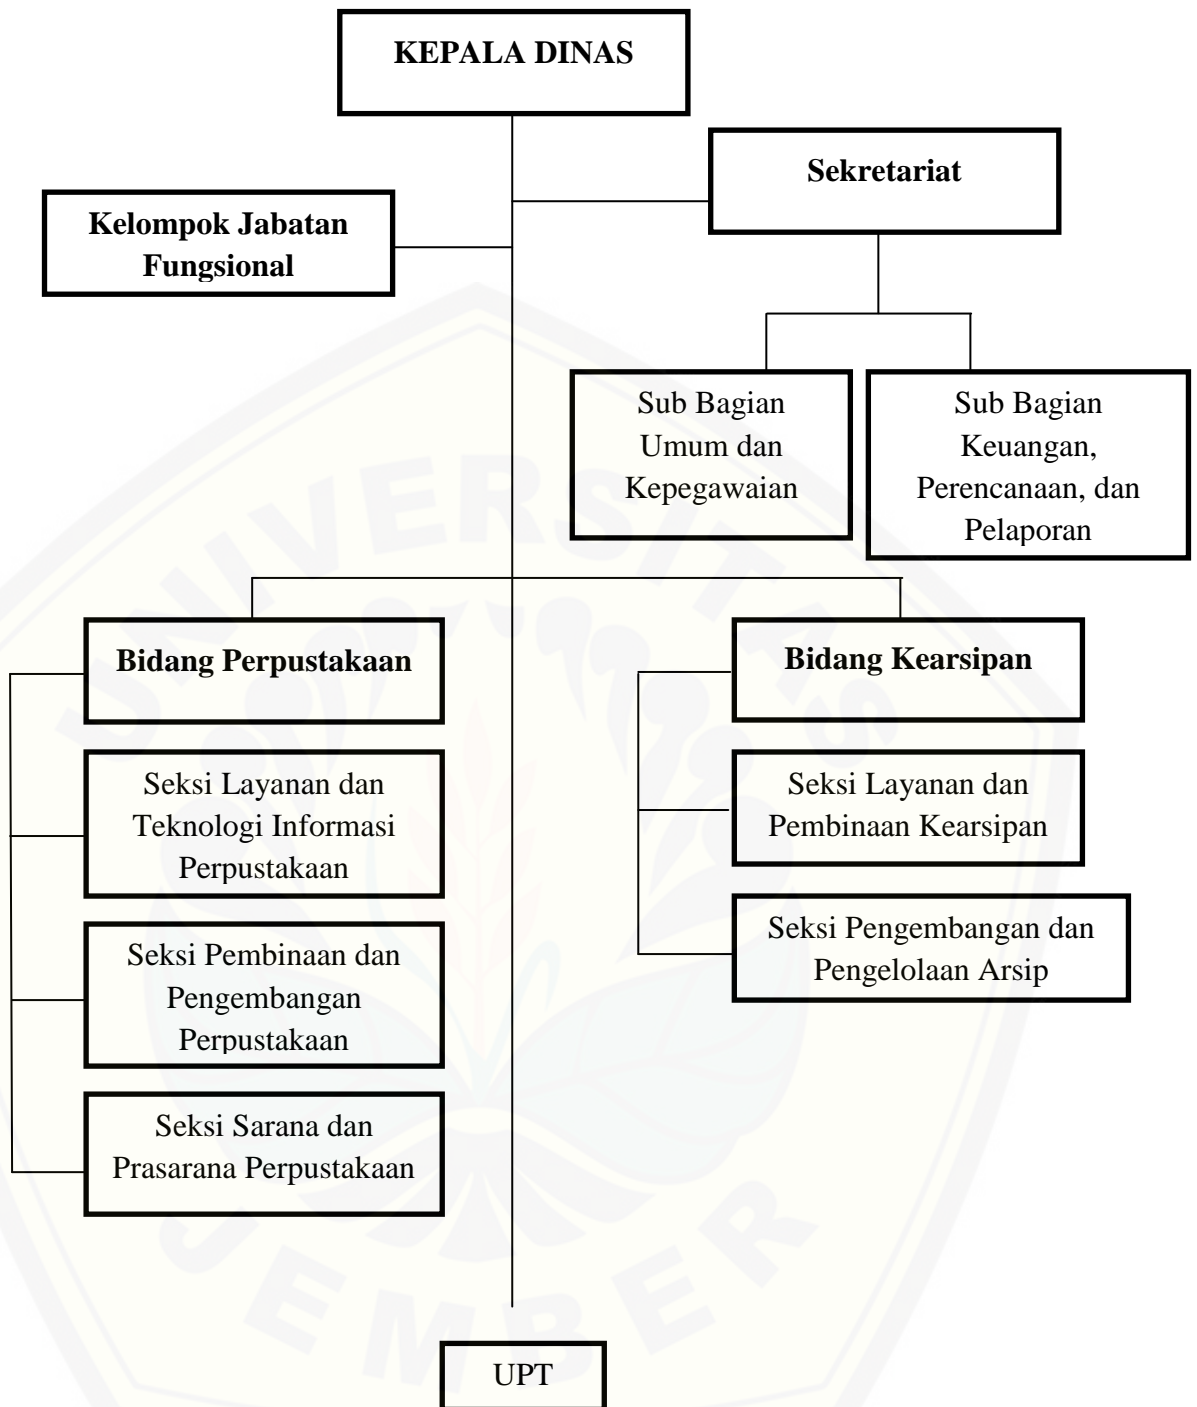 KEPALA DINAS
Sekretariat
Kelompok Jabatan
Fungsional
Sub Bagian
Umum dan
Kepegawaian
Sub Bagian
Keuangan,
Perencanaan, dan
Pelaporan
Bidang Perpustakaan
Seksi Layanan dan
Teknologi Informasi
Perpustakaan
Seksi Pembinaan dan
Pengembangan
Perpustakaan
Seksi Sarana dan
Prasarana Perpustakaan
Bidang Kearsipan
Seksi Layanan dan
Pembinaan Kearsipan
Seksi Pengembangan dan
Pengelolaan Arsip
UPT
UNIVERSITAS
JEMBER